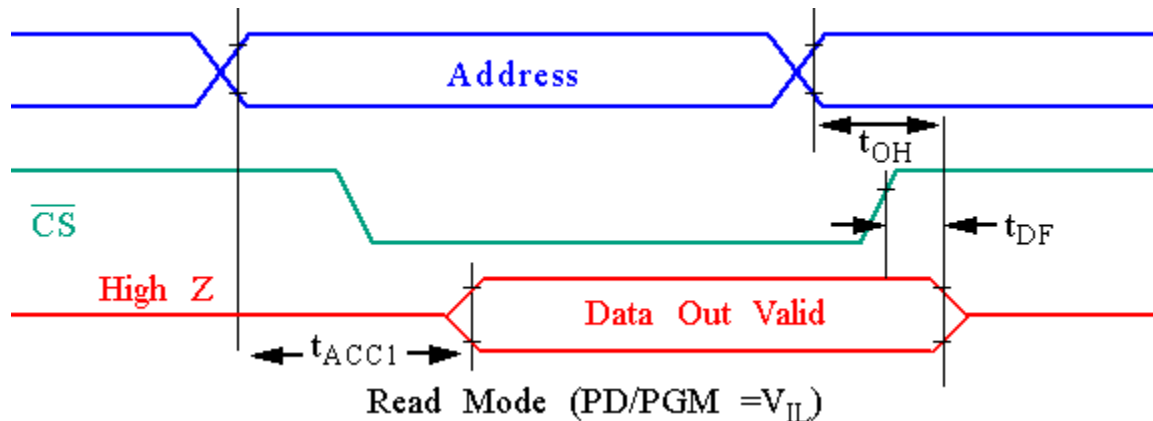 Address
tOH
CS
tDF
High Z
Data Out Valid
tACC1
Read Mode (PD/PGM =VIL)